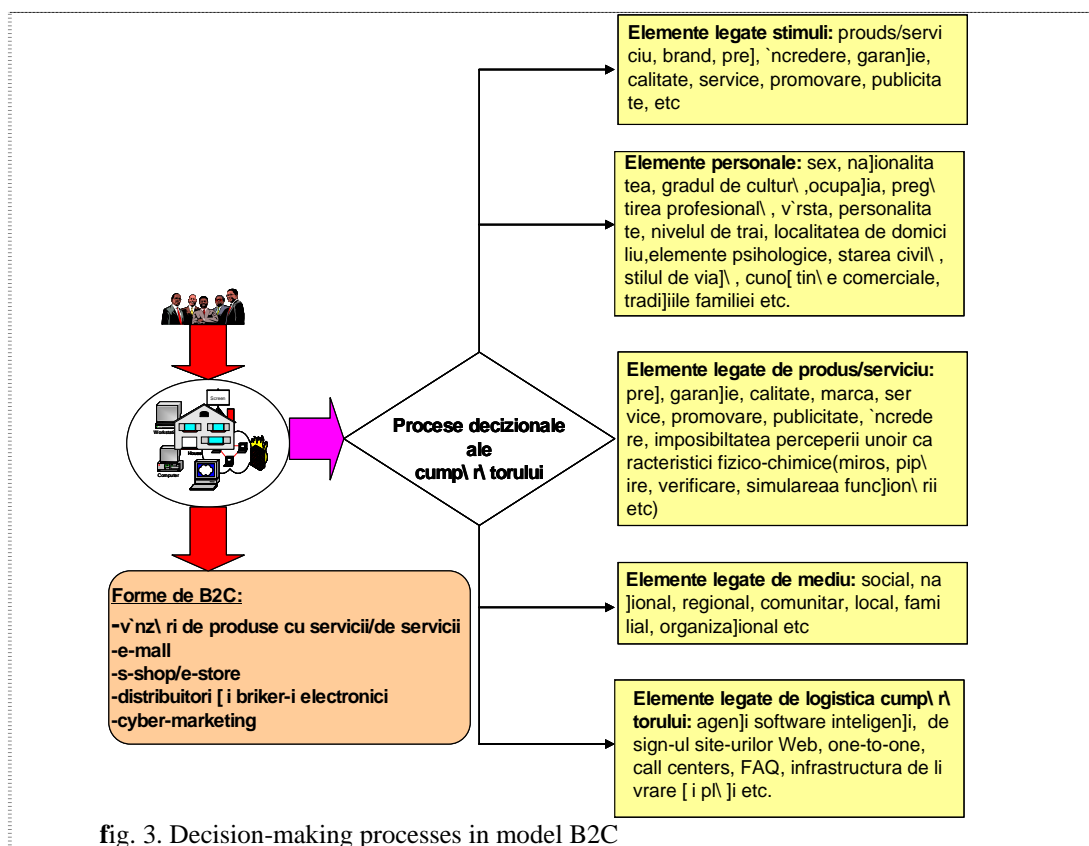 Elemente legate stimuli: prouds/servi
ciu, brand, pre], `ncredere, garan]ie,
calitate, service, promovare, publicita
te, etc
Elemente personale: sex, na]ionalita
tea, gradul de cultur\ ,ocupa]ia, preg\
tirea profesional\ , v`rsta, personalita
te, nivelul de trai, localitatea de domici
liu,elemente psihologice, starea civil\ ,
stilul de via]\ , cuno[ tin\ e comerciale,
tradi]iile familiei etc.
Screen
Workstati
House
Computer
Procese decizionale
ale
cump\ r\ torului
Elemente legate de produs/serviciu:
pre], garan]ie, calitate, marca, ser
vice, promovare, publicitate, `ncrede
re, imposibiltatea perceperii unoir ca
racteristici fizico-chimice(miros, pip\
ire, verificare, simulareaa func]ion\ rii
etc)
Forme de B2C:
-v`nz\ ri de produse cu servicii/de servicii
-e-mall
-s-shop/e-store
-distribuitori [ i briker-i electronici
-cyber-marketing
Elemente legate de mediu: social, na
]ional, regional, comunitar, local, fami
lial, organiza]ional etc
Elemente legate de logistica cump\ r\
torului: agen]i software inteligen]i, de
sign-ul site-urilor Web, one-to-one,
call centers, FAQ, infrastructura de li
vrare [ i pl\ ]i etc.
fig. 3. Decision-making processes in model B2C